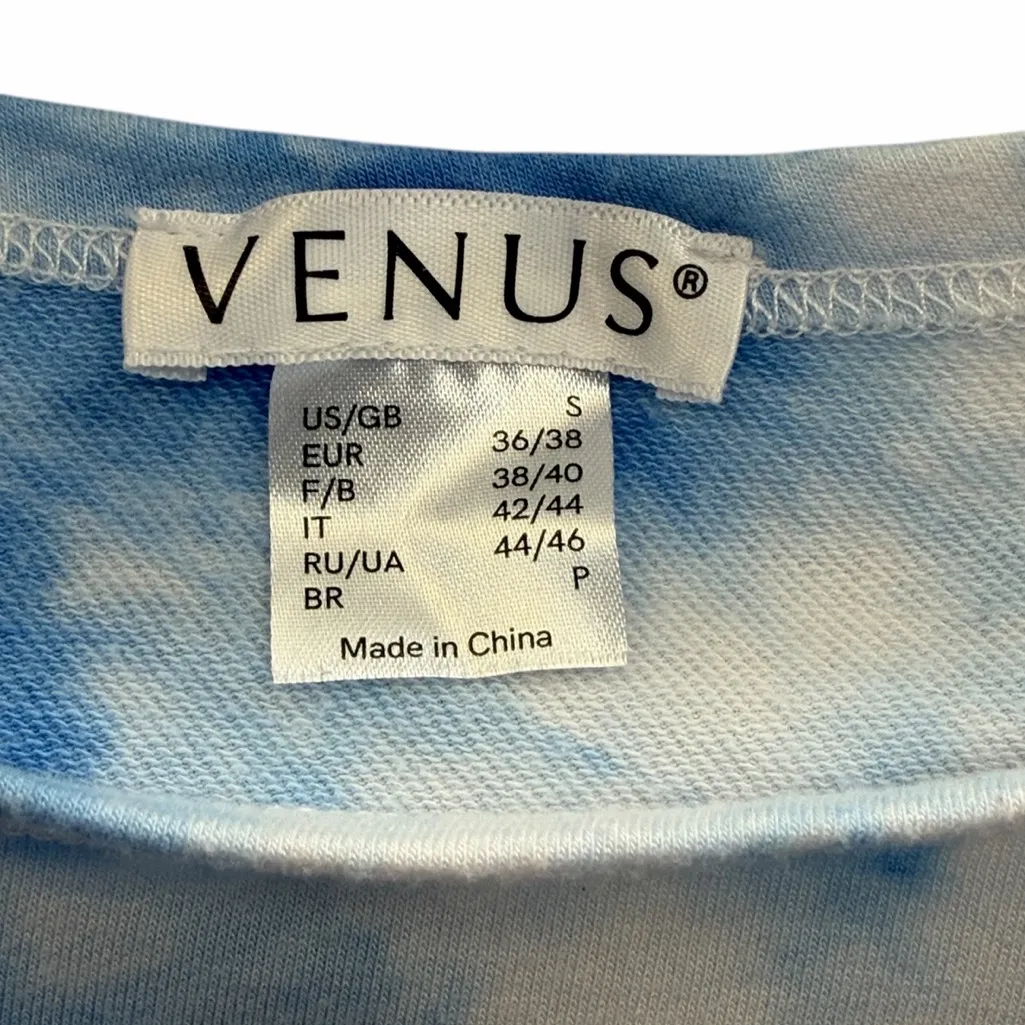 VENUS®
US/GB S
EUR 36/38
F/B 38/40
IT 42/44
RU/UA 44/46
BR P
Made in China